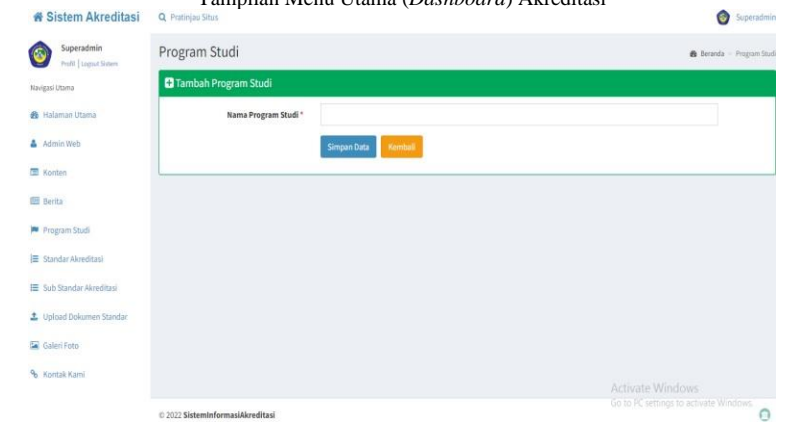 Tampilan Menu Utama (Dashboard) Akreditasi
Sistem Akreditasi
Pratinjau Situs
Superadmin
Superadmin
Profil | Logout Sistem
Navigasi Utama
Halaman Utama
Admin Web
Konten
Berita
Program Studi
Standar Akreditasi
Sub Standar Akreditasi
Upload Dokumen Standar
Galeri Foto
Kontak Kami
Program Studi
Beranda - Program Studi
Tambah Program Studi
Nama Program Studi *
Simpan Data
Kembali
Activate Windows
Go to PC settings to activate Windows.
© 2022 SistemInformasiAkreditasi